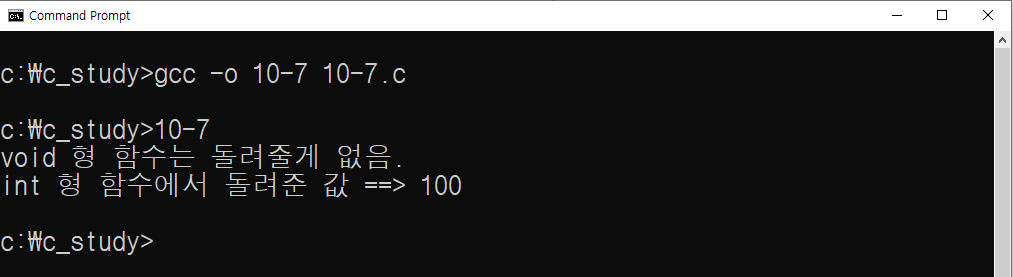 Command Prompt
c:₩c_study>gcc -o 10-7 10-7.c
c:₩c_study>10-7
void 형 함수는 돌려줄게 없음.
int 형 함수에서 돌려준 값 ==> 100
c:₩c_study>